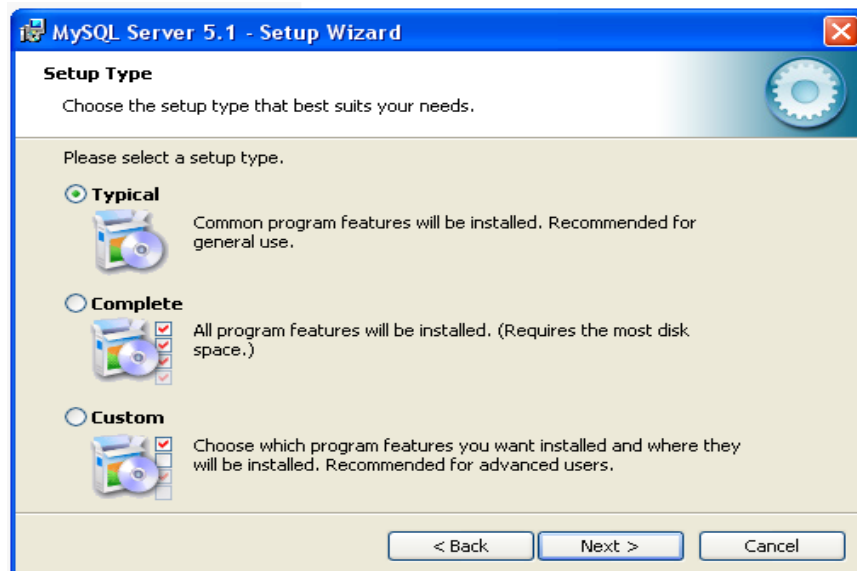 MySQL Server 5.1 - Setup Wizard
Setup Type
Choose the setup type that best suits your needs.
Please select a setup type.
Typical
Common program features will be installed. Recommended for
general use.
Complete
All program features will be installed. (Requires the most disk
space.)
Custom
Choose which program features you want installed and where they
will be installed. Recommended for advanced users.
< Back
Next >
Cancel